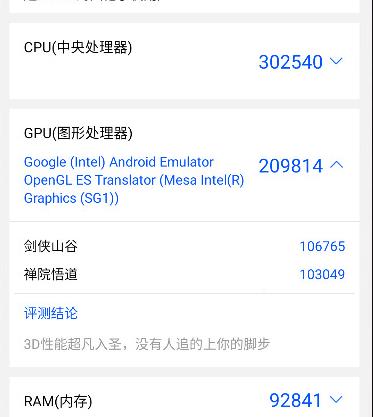 CPU(中央处理器)
302540
GPU(图形处理器)
Google (Intel) Android Emulator
OpenGL ES Translator (Mesa Intel(R)
Graphics (SG1))
209814
剑侠山谷 106765
禅院悟道 103049
评测结论
3D性能超凡入圣，没有人追的上你的脚步
RAM(内存) 92841